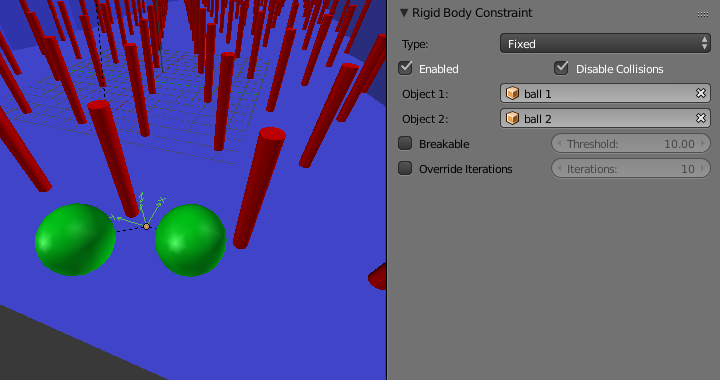 Rigid Body Constraint
Type: Fixed
Enabled Disable Collisions
Object 1: ball 1
Object 2: ball 2
Breakable Threshold: 10.00
Override Iterations Iterations: 10